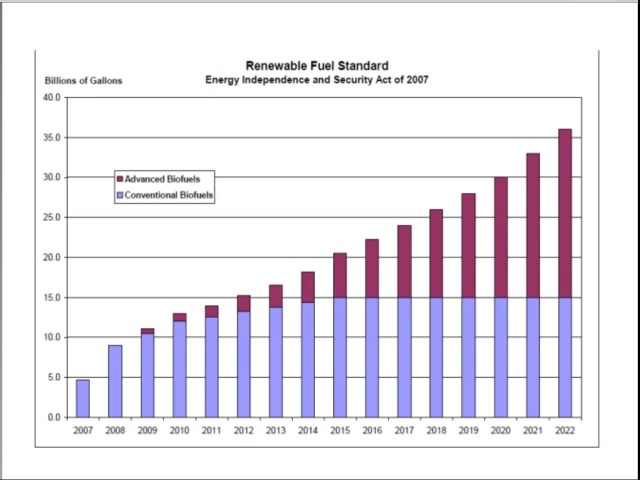 Renewable Fuel Standard
Energy Independence and Security Act of 2007
Billions of Gallons
40.0
35.0
30.0
25.0
20.0
15.0
10.0
5.0
0.0
Advanced Biofuels
Conventional Biofuels
2007 2008 2009 2010 2011 2012 2013 2014 2015 2016 2017 2018 2019 2020 2021 2022